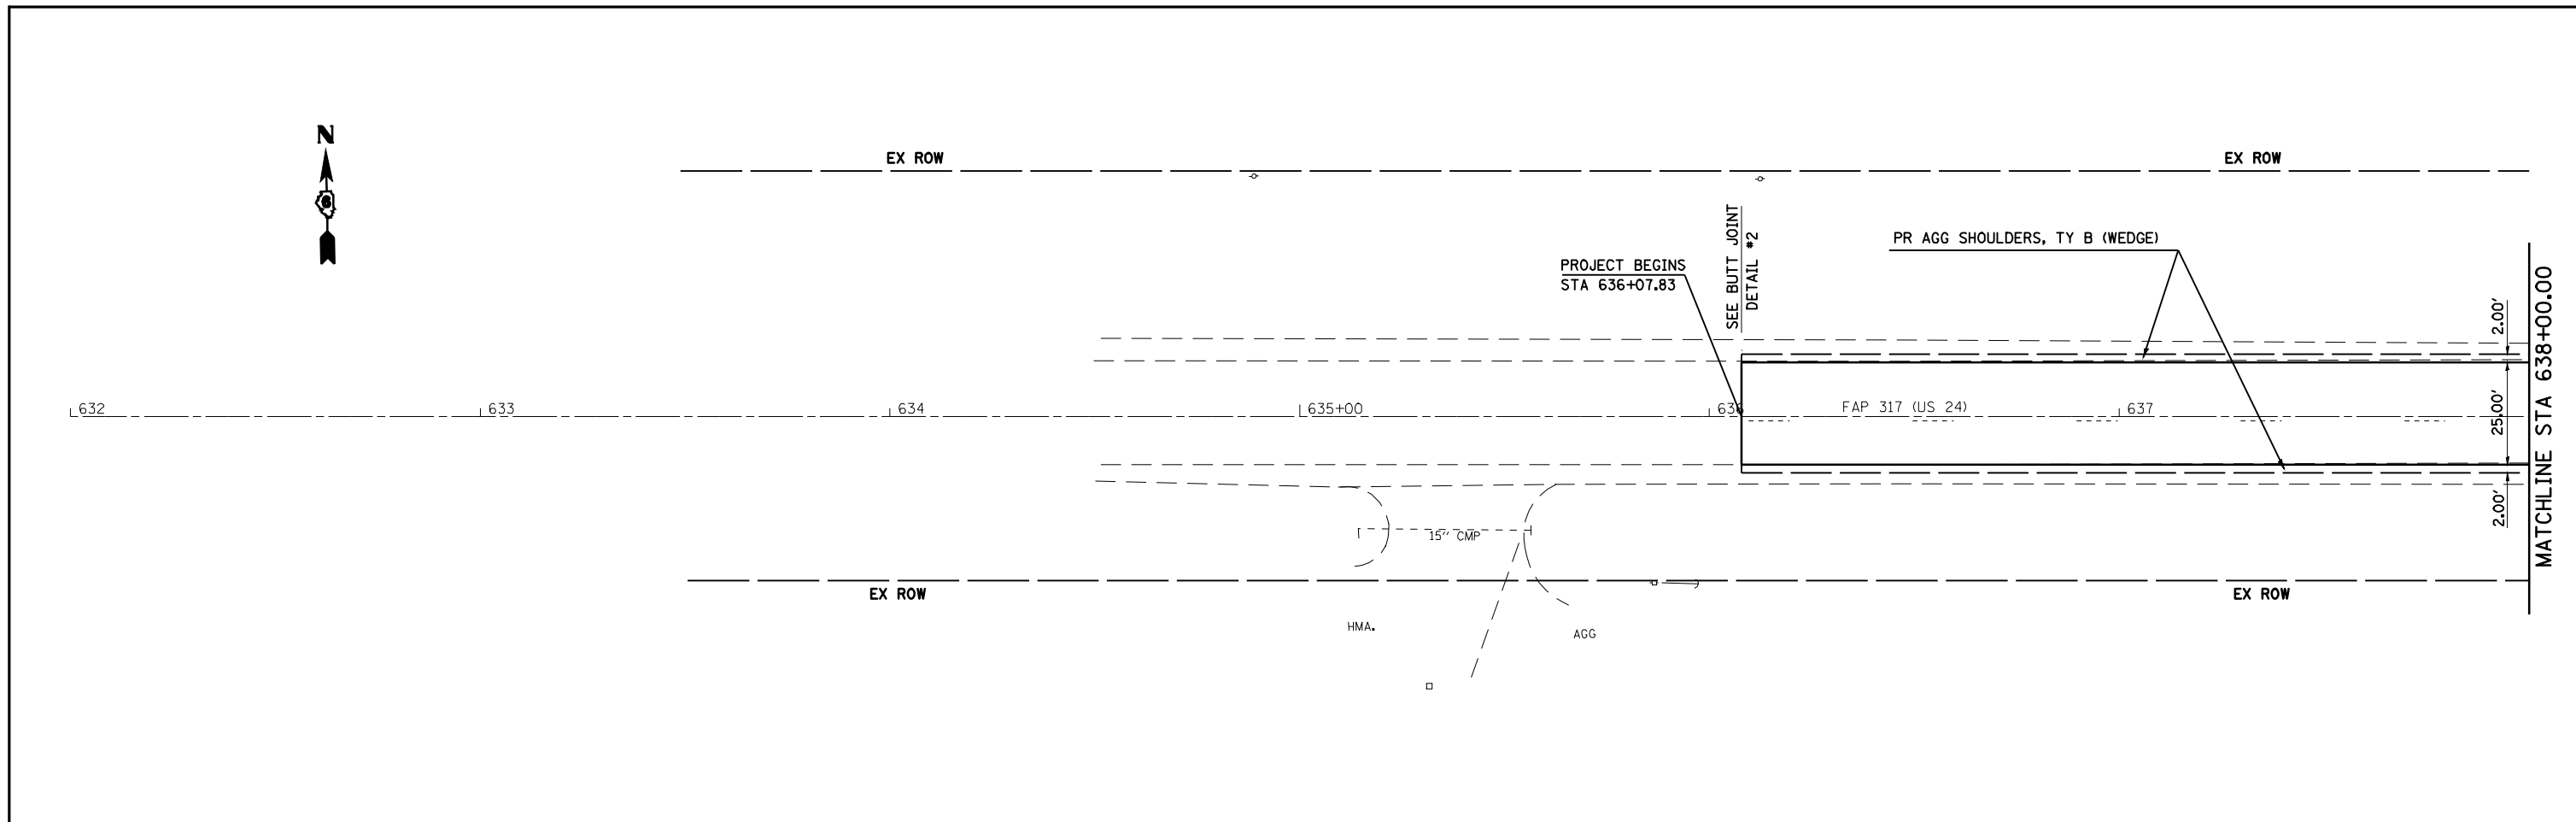 N
6
EX ROW
EX ROW
SEE BUTT JOINT
DETAIL #2
PR AGG SHOULDERS, TY B (WEDGE)
PROJECT BEGINS
STA 636+07.83
2.00'
25.00'
2.00'
MATCHLINE STA 638+00.00
632
633
634
635+00
636
FAP 317 (US 24)
637
15" CMP
EX ROW
EX ROW
HMA.
AGG